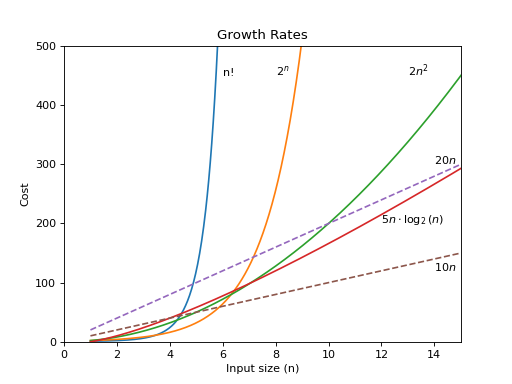 Growth Rates
500
n!
2^n
2n^2
400
300
20n
Cost
200
5n · log_2(n)
10n
100
0
0 2 4 6 8 10 12 14
Input size (n)